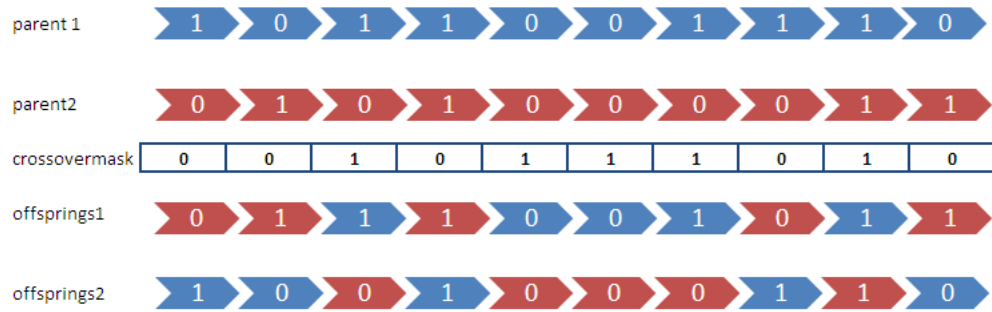 parent 1 1 0 1 1 0 0 1 1 1 0
parent2 0 1 0 1 0 0 0 0 1 1
crossovermask 0 0 1 0 1 1 1 0 1 0
offsprings1 0 1 1 1 0 0 1 0 1 1
offsprings2 1 0 0 1 0 0 0 1 1 0